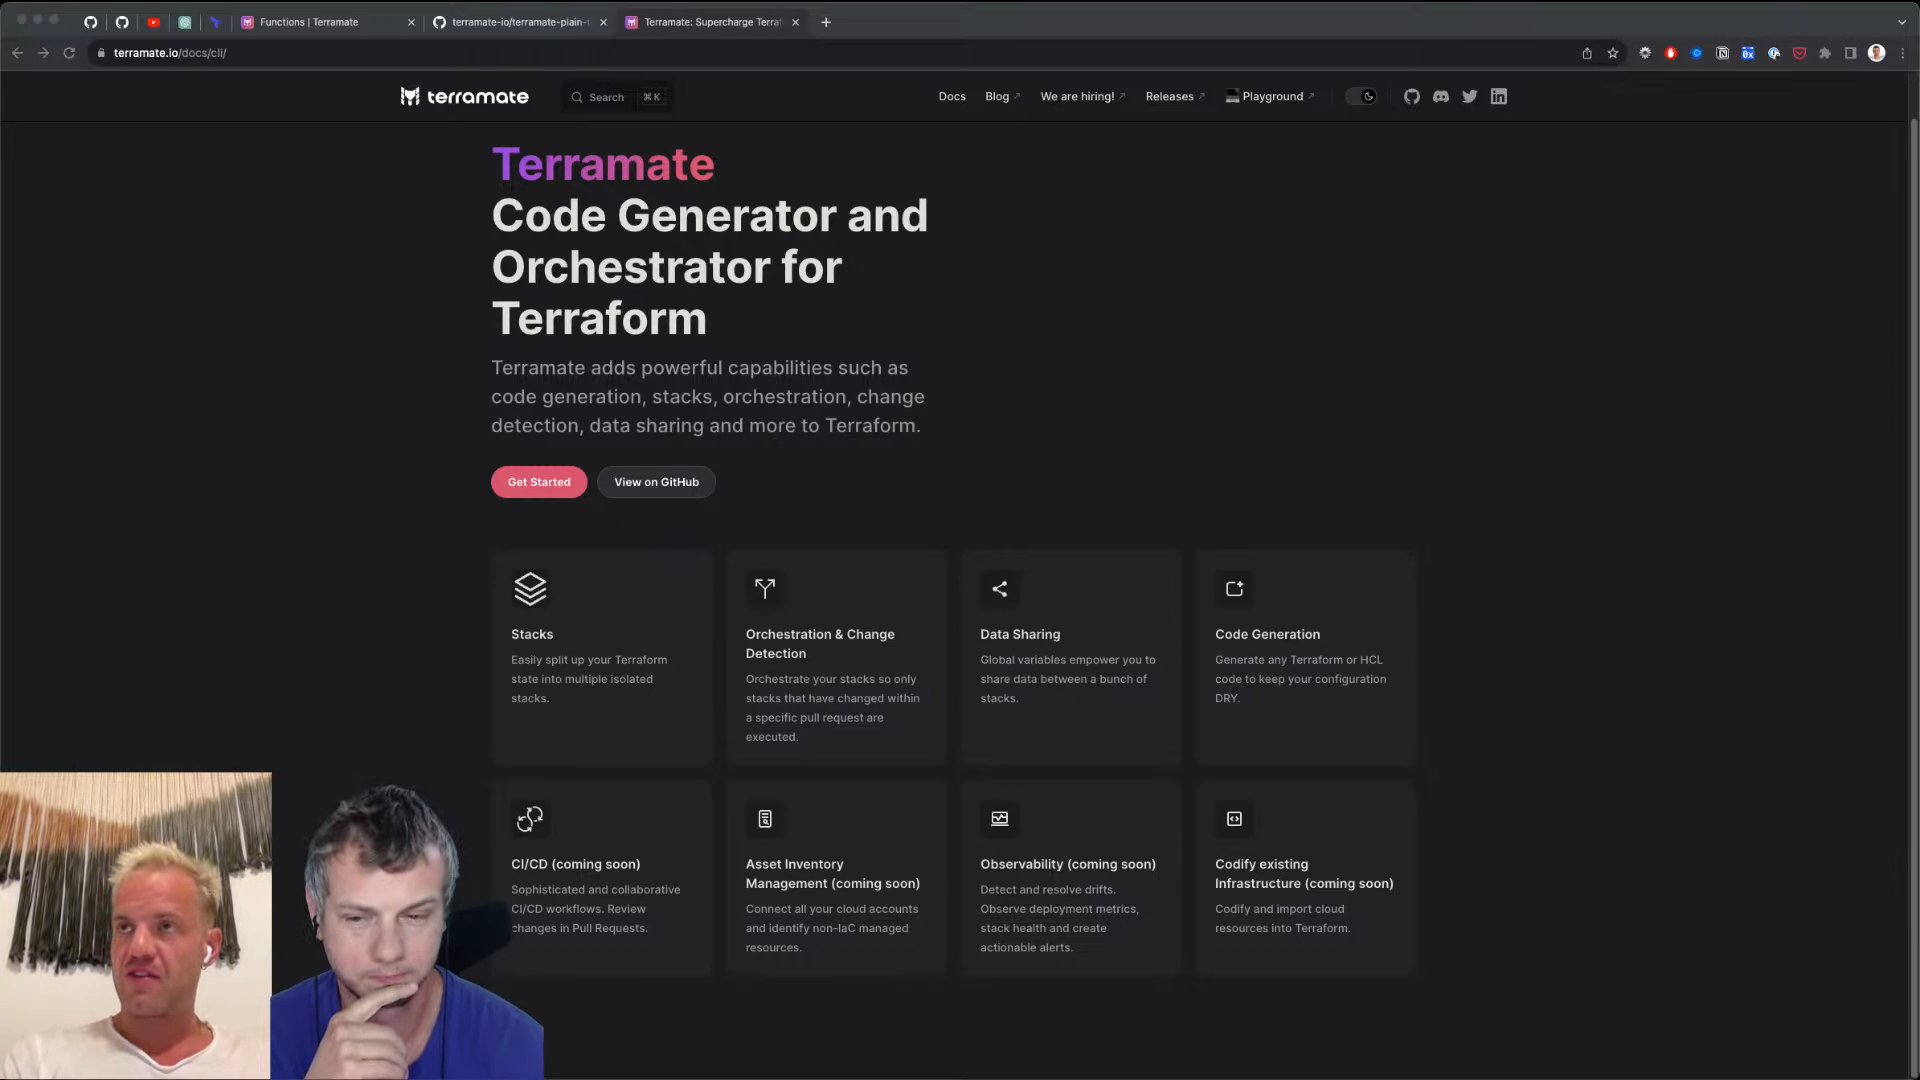 Functions | Terramate
terramate-io/terramate-plain-t
Terramate: Supercharge Terraf
terramate.io/docs/cli/
terramate
Search
⌘K
Docs
Blog
We are hiring!
Releases
Playground
Terramate
Code Generator and
Orchestrator for
Terraform
Terramate adds powerful capabilities such as
code generation, stacks, orchestration, change
detection, data sharing and more to Terraform.
Get Started
View on GitHub
Stacks
Easily split up your Terraform
state into multiple isolated
stacks.
Orchestration & Change
Detection
Orchestrate your stacks so only
stacks that have changed within
a specific pull request are
executed.
Data Sharing
Global variables empower you to
share data between a bunch of
stacks.
Code Generation
Generate any Terraform or HCL
code to keep your configuration
DRY.
CI/CD (coming soon)
Sophisticated and collaborative
CI/CD workflows. Review
changes in Pull Requests.
Asset Inventory
Management (coming soon)
Connect all your cloud accounts
and identify non-IaC managed
resources.
Observability (coming soon)
Detect and resolve drifts.
Observe deployment metrics,
stack health and create
actionable alerts.
Codify existing
Infrastructure (coming soon)
Codify and import cloud
resources into Terraform.